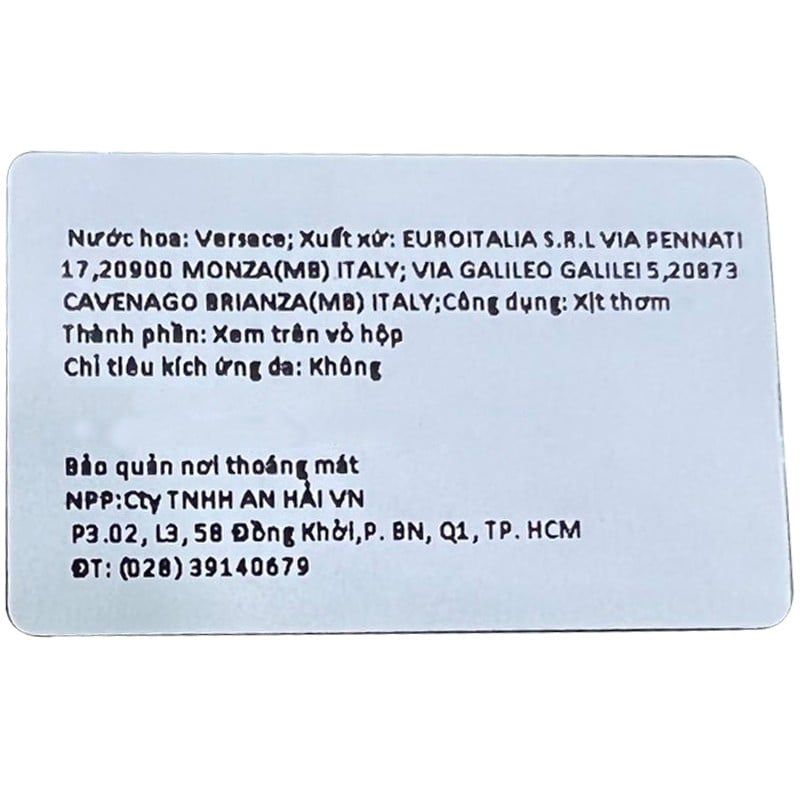 Nước hoa: Versace; Xuất xứ: EUROITALIA S.R.L VIA PENNATI
17,20900 MONZA(MB) ITALY; VIA GALILEO GALILEI 5,20873
CAVENAGO BRIANZA(MB) ITALY;Công dụng: Xịt thơm
Thành phần: Xem trên vỏ hộp
Chỉ tiêu kích ứng da: Không
Bảo quản nơi thoáng mát
NPP:Cty TNHH AN HẢI VN
P3.02, L3, 58 Đồng Khởi,P. BN, Q1, TP. HCM
ĐT: (028) 39140679